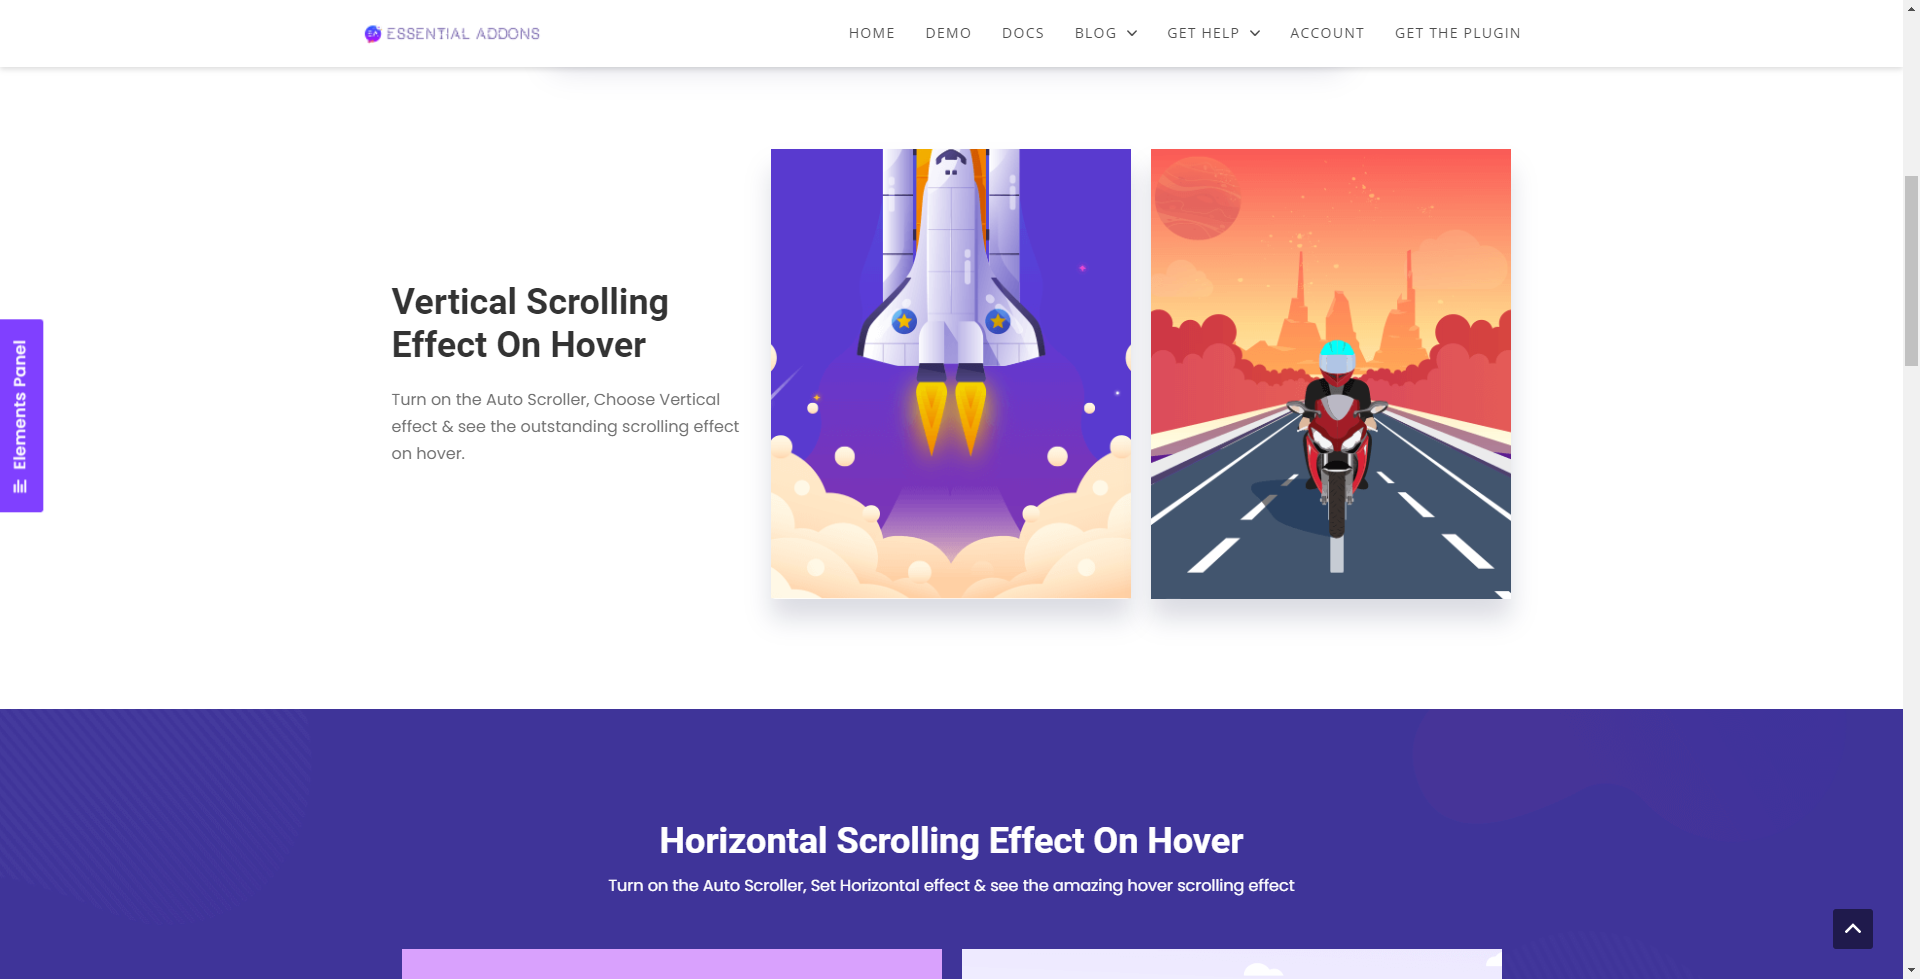 ESSENTIAL ADDONS
HOME DEMO DOCS BLOG GET HELP ACCOUNT GET THE PLUGIN
Vertical Scrolling
Effect On Hover
Turn on the Auto Scroller, Choose Vertical
effect & see the outstanding scrolling effect
on hover.
Elements Panel
Horizontal Scrolling Effect On Hover
Turn on the Auto Scroller, Set Horizontal effect & see the amazing hover scrolling effect